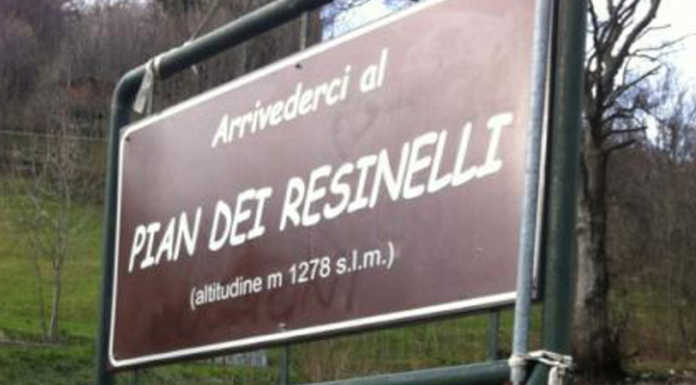 Arrivederci al
PIAN DEI RESINELLI
(altitudine m 1278 s.l.m.)